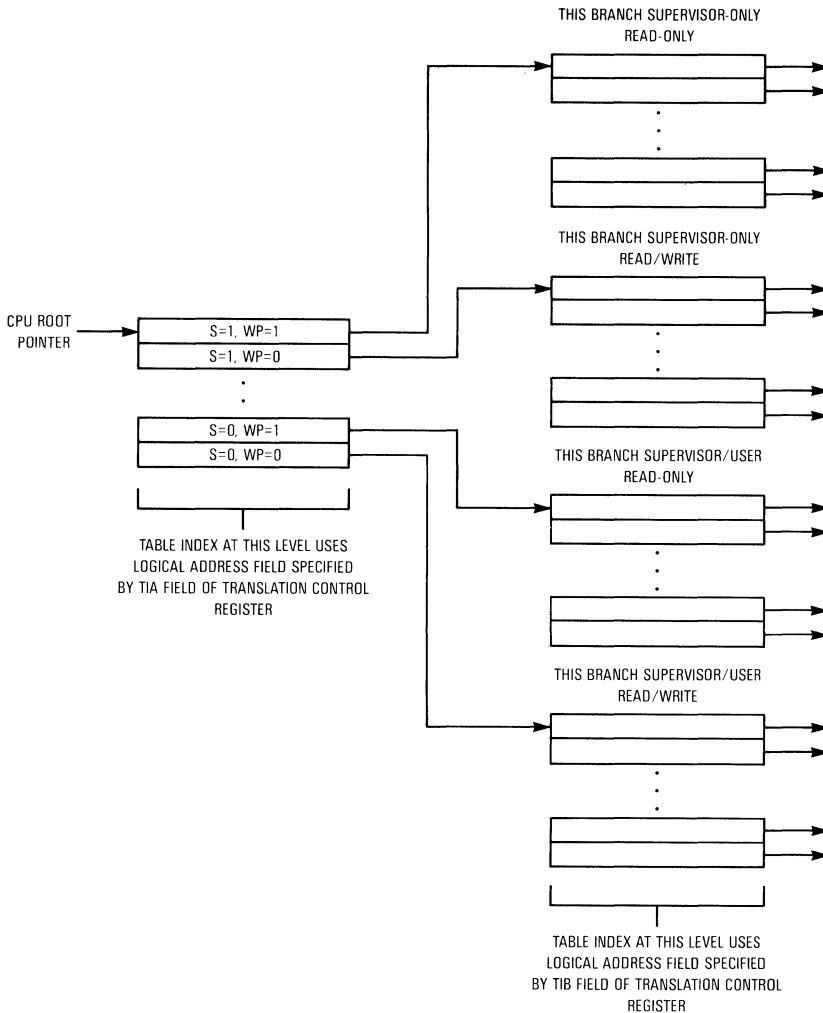 THIS BRANCH SUPERVISOR-ONLY
READ-ONLY
THIS BRANCH SUPERVISOR-ONLY
READ/WRITE
CPU ROOT
POINTER
S=1, WP=1
S=1, WP=0
S=0, WP=1
S=0, WP=0
THIS BRANCH SUPERVISOR/USER
READ-ONLY
TABLE INDEX AT THIS LEVEL USES
LOGICAL ADDRESS FIELD SPECIFIED
BY TIA FIELD OF TRANSLATION CONTROL
REGISTER
THIS BRANCH SUPERVISOR/USER
READ/WRITE
TABLE INDEX AT THIS LEVEL USES
LOGICAL ADDRESS FIELD SPECIFIED
BY TIB FIELD OF TRANSLATION CONTROL
REGISTER